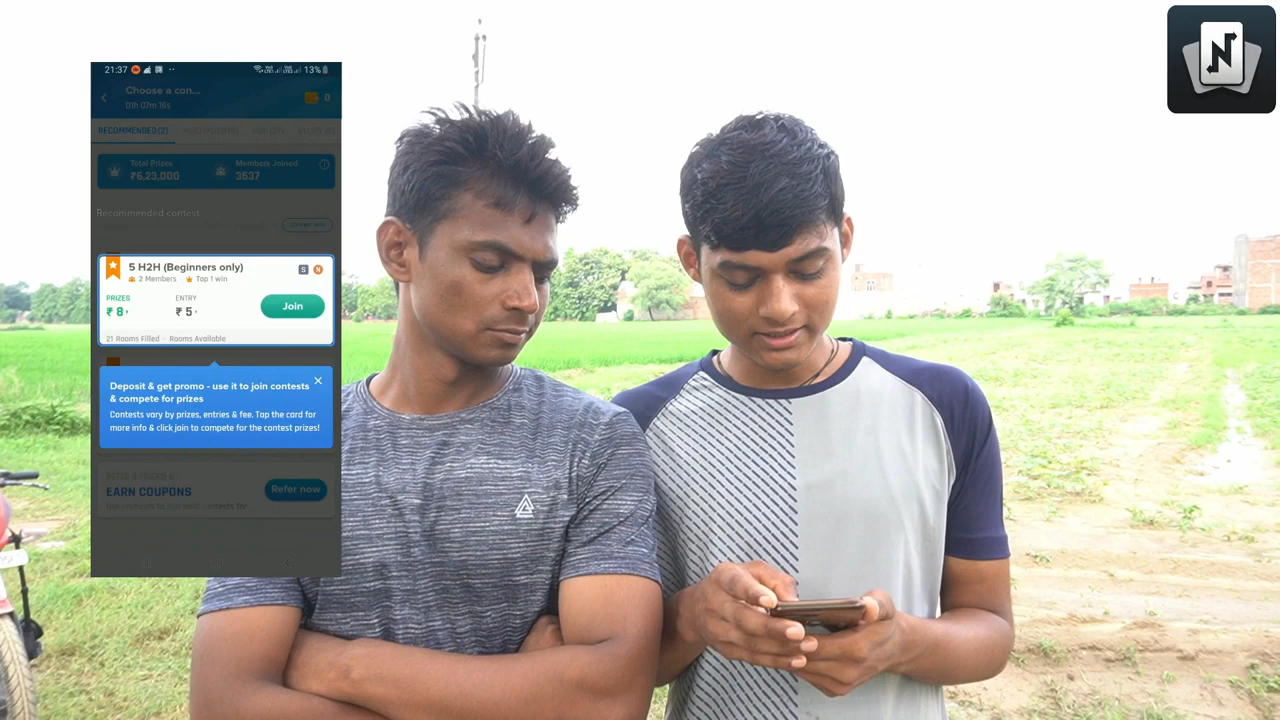 21:37
13%
Choose a con...
01h 07m 16s
0
RECOMMENDED (2)
Total Prizes
Members Joined
₹6,23,000
3537
Recommended contest
5 H2H (Beginners only)
S
N
2 Members
Top 1 win
PRIZES
ENTRY
₹ 8
₹ 5
Join
21 Rooms Filled
Rooms Available
Deposit & get promo - use it to join contests
& compete for prizes
Contests vary by prizes, entries & fee. Tap the card for
more info & click join to compete for the contest prizes!
EARN COUPONS
Refer now
N